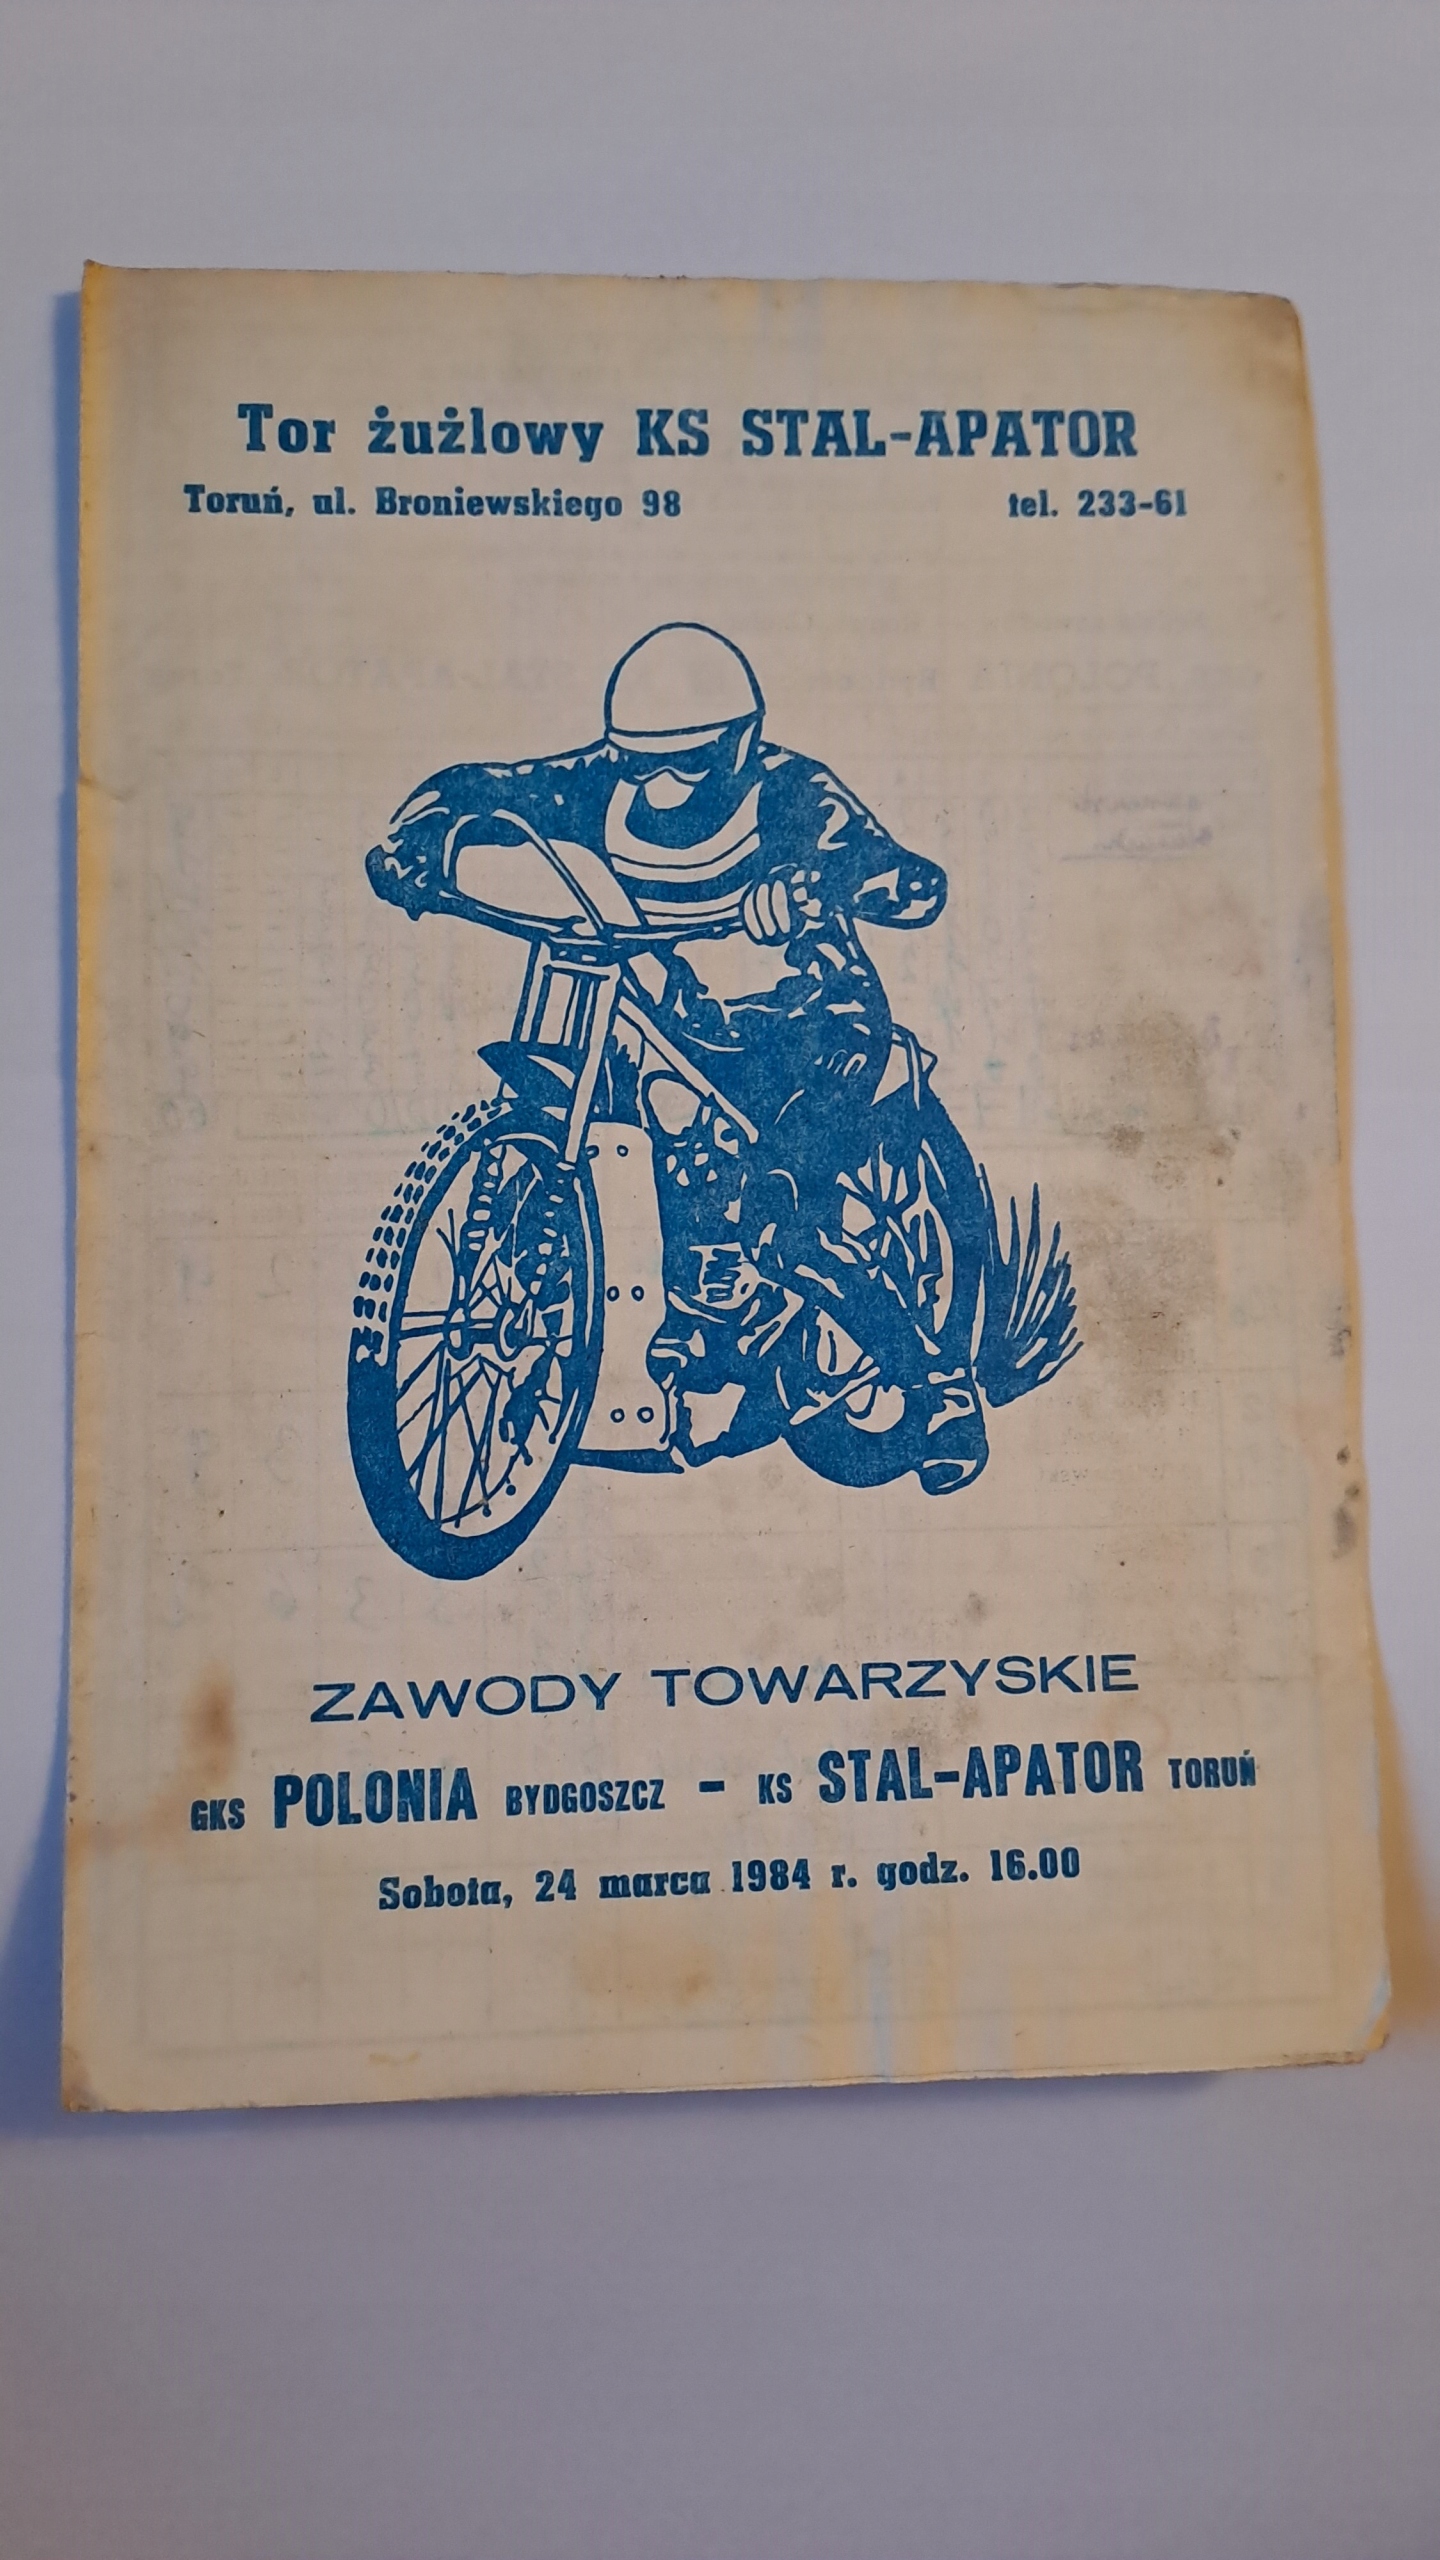 Tor żużlowy KS STAL-APATOR
Toruń, ul. Broniewskiego 98 tel. 233-61
ZAWODY TOWARZYSKIE
GKS POLONIA BYDGOSZCZ - KS STAL-APATOR TORUŃ
Sobota, 24 marca 1984 r. godz. 16.00